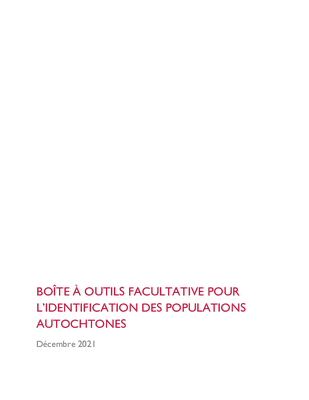 BOÎTE À OUTILS FACULTATIVE POUR
L'IDENTIFICATION DES POPULATIONS
AUTOCHTONES
Décembre 2021